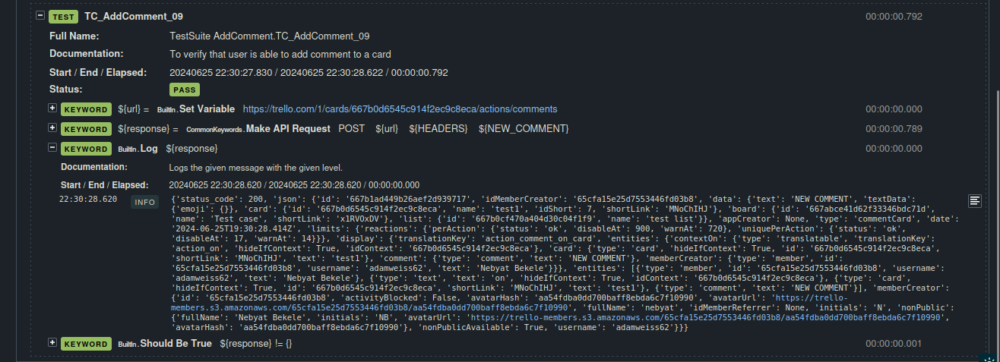 TEST TC_AddComment_09 00:00:00.792
Full Name: TestSuite AddComment.TC_AddComment_09
Documentation: To verify that user is able to add comment to a card
Start / End / Elapsed: 20240625 22:30:27.830 / 20240625 22:30:28.622 / 00:00:00.792
Status: PASS
KEYWORD ${url} = BuiltIn.Set Variable https://trello.com/1/cards/667b0d6545c914f2ec9c8eca/actions/comments 00:00:00.000
KEYWORD ${response} = CommonKeywords.Make API Request POST ${url} ${HEADERS} ${NEW_COMMENT} 00:00:00.789
KEYWORD BuiltIn.Log ${response} 00:00:00.000
Documentation: Logs the given message with the given level.
Start / End / Elapsed: 20240625 22:30:28.620 / 20240625 22:30:28.620 / 00:00:00.000
22:30:28.620 INFO {'status_code': 200, 'json': {'id': '667b1ad449b26aef2d939717', 'idMemberCreator': '65cfa15e25d7553446fd03b8', 'data': {'text': 'NEW COMMENT', 'textData':
{'emoji': {}}, 'card': {'id': '667b0d6545c914f2ec9c8eca', 'name': 'test1', 'idShort': 7, 'shortLink': 'MNoChIHJ'}, 'board': {'id': '667abce41d62f33346bdc71d',
'name': 'Test case', 'shortLink': 'x1RVOxDV'}, 'list': {'id': '667b0cf470a404d30c04f1f9', 'name': 'test list'}}, 'appCreator': None, 'type': 'commentCard', 'date':
'2024-06-25T19:30:28.414Z', 'limits': {'reactions': {'perAction': {'status': 'ok', 'disableAt': 900, 'warnAt': 720}, 'uniquePerAction': {'status': 'ok',
'disableAt': 17, 'warnAt': 14}}}, 'display': {'translationKey': 'action_comment_on_card', 'entities': {'contextOn': {'type': 'translatable', 'translationKey':
'action_on', 'hideIfContext': True, 'idContext': '667b0d6545c914f2ec9c8eca'}, 'card': {'type': 'card', 'hideIfContext': True, 'id': '667b0d6545c914f2ec9c8eca',
'shortLink': 'MNoChIHJ', 'text': 'test1'}, 'comment': {'type': 'comment', 'text': 'NEW COMMENT'}, 'memberCreator': {'type': 'member', 'id':
'65cfa15e25d7553446fd03b8', 'username': 'adamweiss62', 'text': 'Nebyat Bekele'}}}, 'entities': [{'type': 'member', 'id': '65cfa15e25d7553446fd03b8', 'username':
'adamweiss62', 'text': 'Nebyat Bekele'}, {'type': 'text', 'text': 'on', 'hideIfContext': True, 'idContext': '667b0d6545c914f2ec9c8eca'}, {'type': 'card',
'hideIfContext': True, 'id': '667b0d6545c914f2ec9c8eca', 'shortLink': 'MNoChIHJ', 'text': 'test1'}, {'type': 'comment', 'text': 'NEW COMMENT'}], 'memberCreator':
{'id': '65cfa15e25d7553446fd03b8', 'activityBlocked': False, 'avatarHash': 'aa54fdba0dd700baff8ebda6c7f10990', 'avatarUrl': 'https://trello-
members.s3.amazonaws.com/65cfa15e25d7553446fd03b8/aa54fdba0dd700baff8ebda6c7f10990', 'fullName': 'nebyat', 'idMemberReferrer': None, 'initials': 'N', 'nonPublic':
{'fullName': 'Nebyat Bekele', 'initials': 'NB', 'avatarUrl': 'https://trello-members.s3.amazonaws.com/65cfa15e25d7553446fd03b8/aa54fdba0dd700baff8ebda6c7f10990',
'avatarHash': 'aa54fdba0dd700baff8ebda6c7f10990'}, 'nonPublicAvailable': True, 'username': 'adamweiss62'}}}
KEYWORD BuiltIn.Should Be True ${response} != {} 00:00:00.001